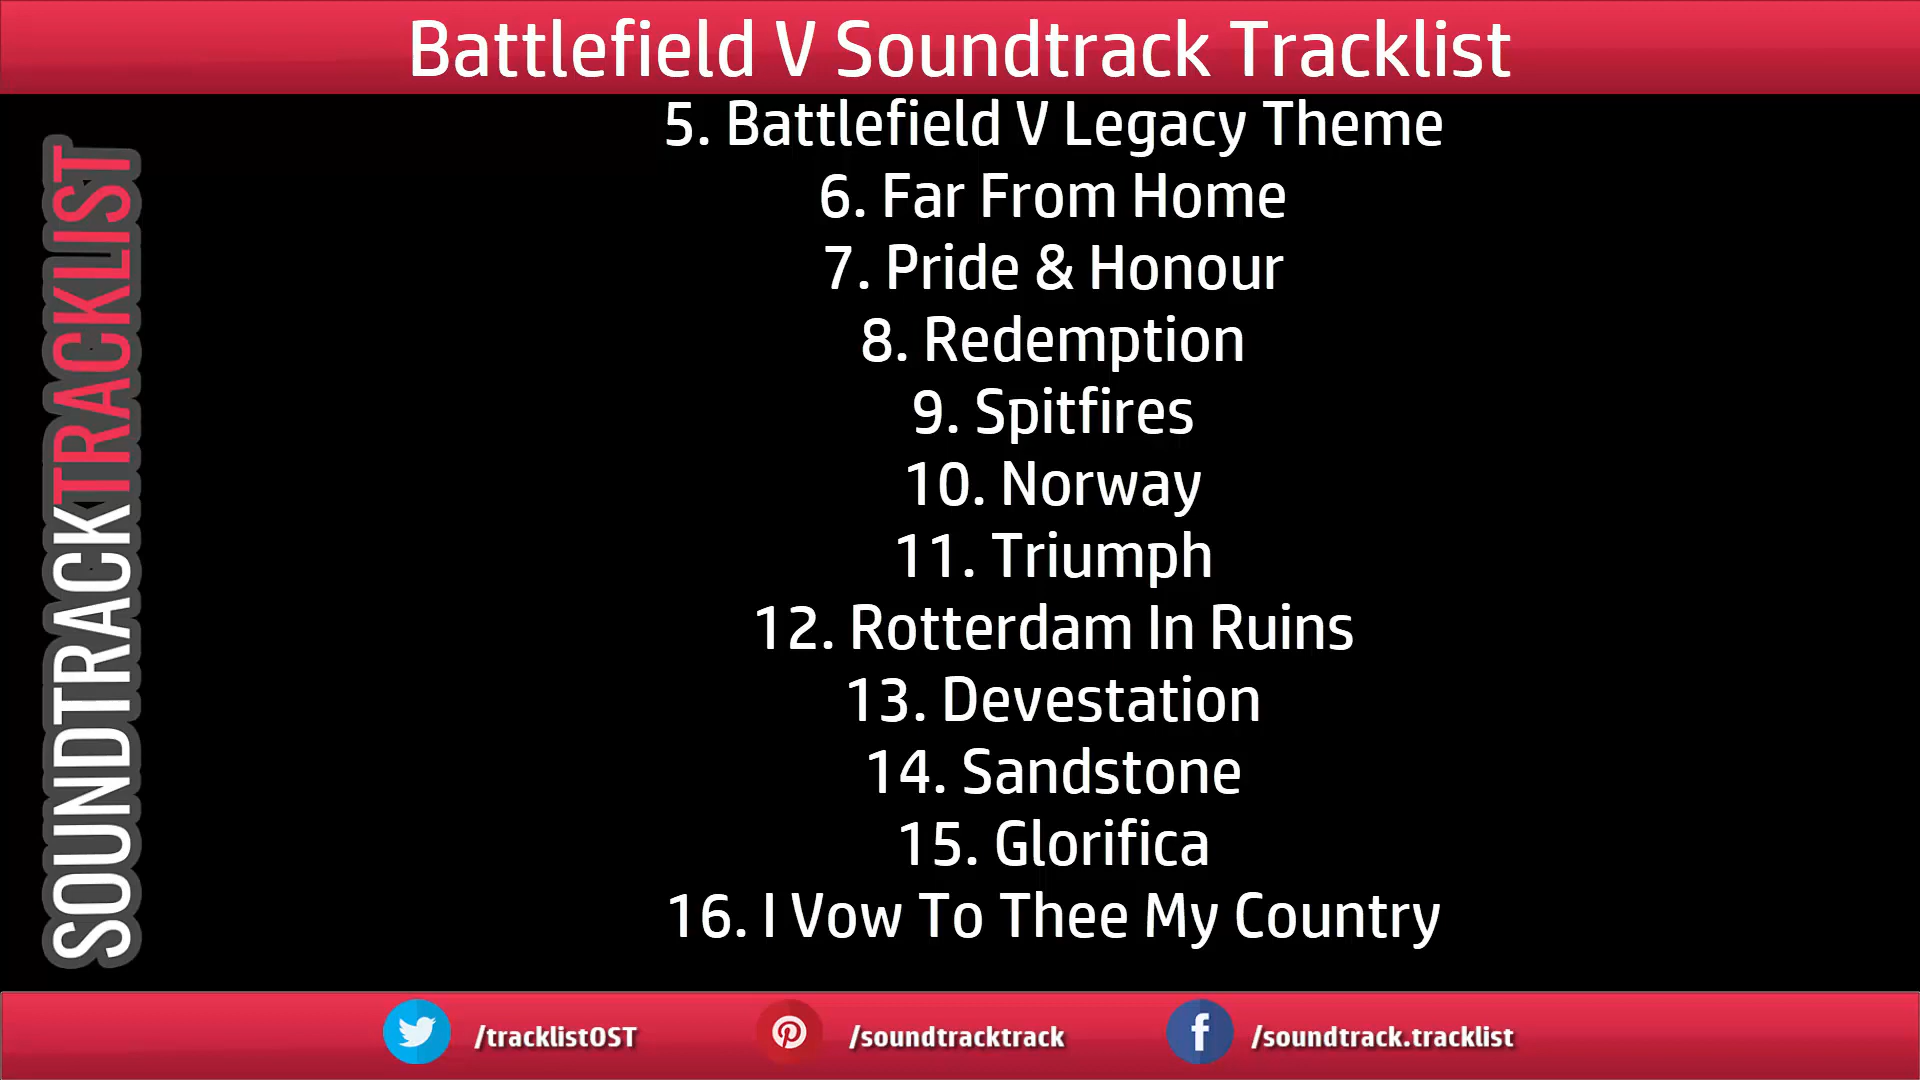 Battlefield V Soundtrack Tracklist
SOUNDTRACKTRACKLIST
5. Battlefield V Legacy Theme
6. Far From Home
7. Pride & Honour
8. Redemption
9. Spitfires
10. Norway
11. Triumph
12. Rotterdam In Ruins
13. Devestation
14. Sandstone
15. Glorifica
16. I Vow To Thee My Country
/tracklistOST
/soundtracktrack
/soundtrack.tracklist